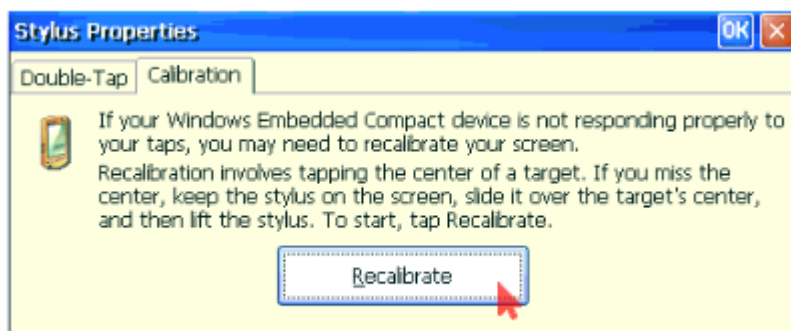 Stylus Properties
OK
Double-Tap
Calibration
If your Windows Embedded Compact device is not responding properly to
your taps, you may need to recalibrate your screen.
Recalibration involves tapping the center of a target. If you miss the
center, keep the stylus on the screen, slide it over the target's center,
and then lift the stylus. To start, tap Recalibrate.
Recalibrate